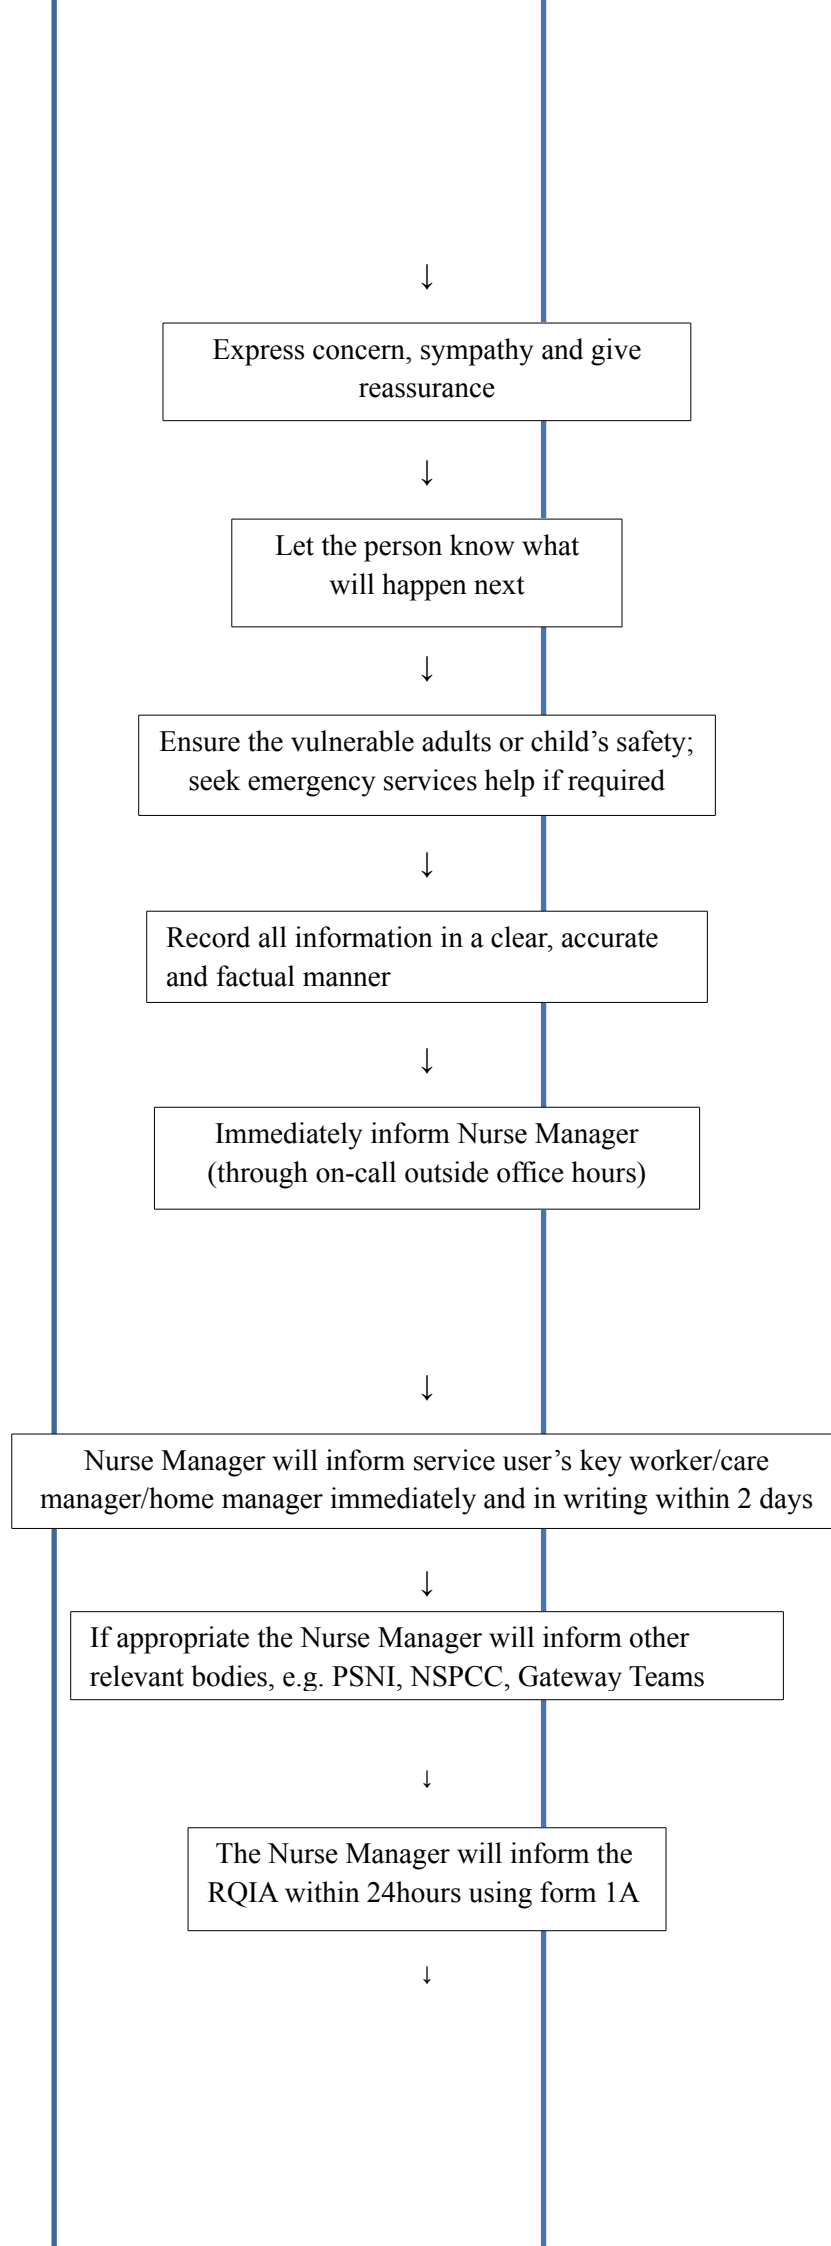 ↓
Express concern, sympathy and give
reassurance
↓
Let the person know what
will happen next
↓
Ensure the vulnerable adults or child’s safety;
seek emergency services help if required
↓
Record all information in a clear, accurate
and factual manner
↓
Immediately inform Nurse Manager
(through on-call outside office hours)
↓
Nurse Manager will inform service user’s key worker/care
manager/home manager immediately and in writing within 2 days
↓
If appropriate the Nurse Manager will inform other
relevant bodies, e.g. PSNI, NSPCC, Gateway Teams
↓
The Nurse Manager will inform the
RQIA within 24hours using form 1A
↓